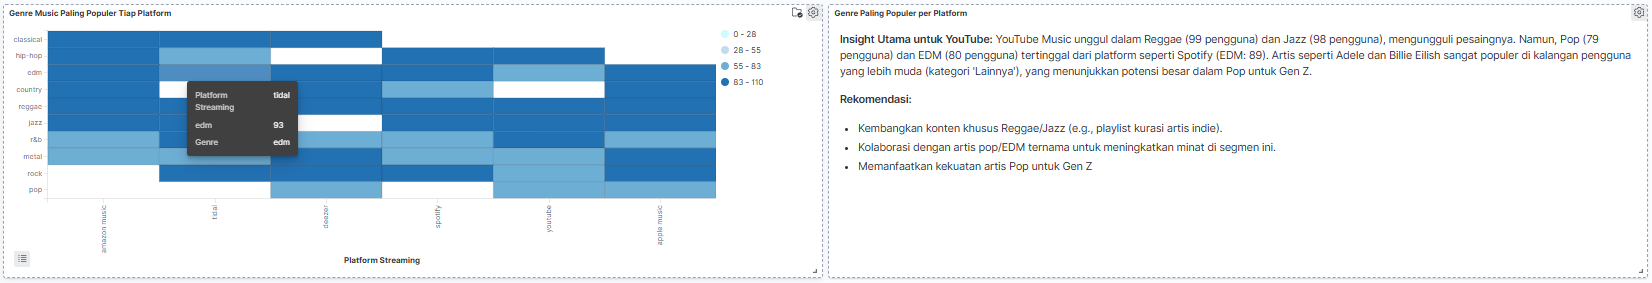 Genre Music Paling Populer Tiap Platform
classical
hip-hop
edm
country
reggae
jazz
r&b
metal
rock
pop
Platform Streaming
tidal
edm
93
Genre
edm
amazon music
tidal
deezer
spotify
youtube
apple music
Platform Streaming
0 - 28
28 - 55
55 - 83
83 - 110
Genre Paling Populer per Platform
Insight Utama untuk YouTube: YouTube Music unggul dalam Reggae (99 pengguna) dan Jazz (98 pengguna), mengungguli pesaingnya. Namun, Pop (79
pengguna) dan EDM (80 pengguna) tertinggal dari platform seperti Spotify (EDM: 89). Artis seperti Adele dan Billie Eilish sangat populer di kalangan pengguna
yang lebih muda (kategori 'Lainnya'), yang menunjukkan potensi besar dalam Pop untuk Gen Z.
Rekomendasi:
• Kembangkan konten khusus Reggae/Jazz (e.g., playlist kurasi artis indie).
• Kolaborasi dengan artis pop/EDM ternama untuk meningkatkan minat di segmen ini.
• Memanfaatkan kekuatan artis Pop untuk Gen Z